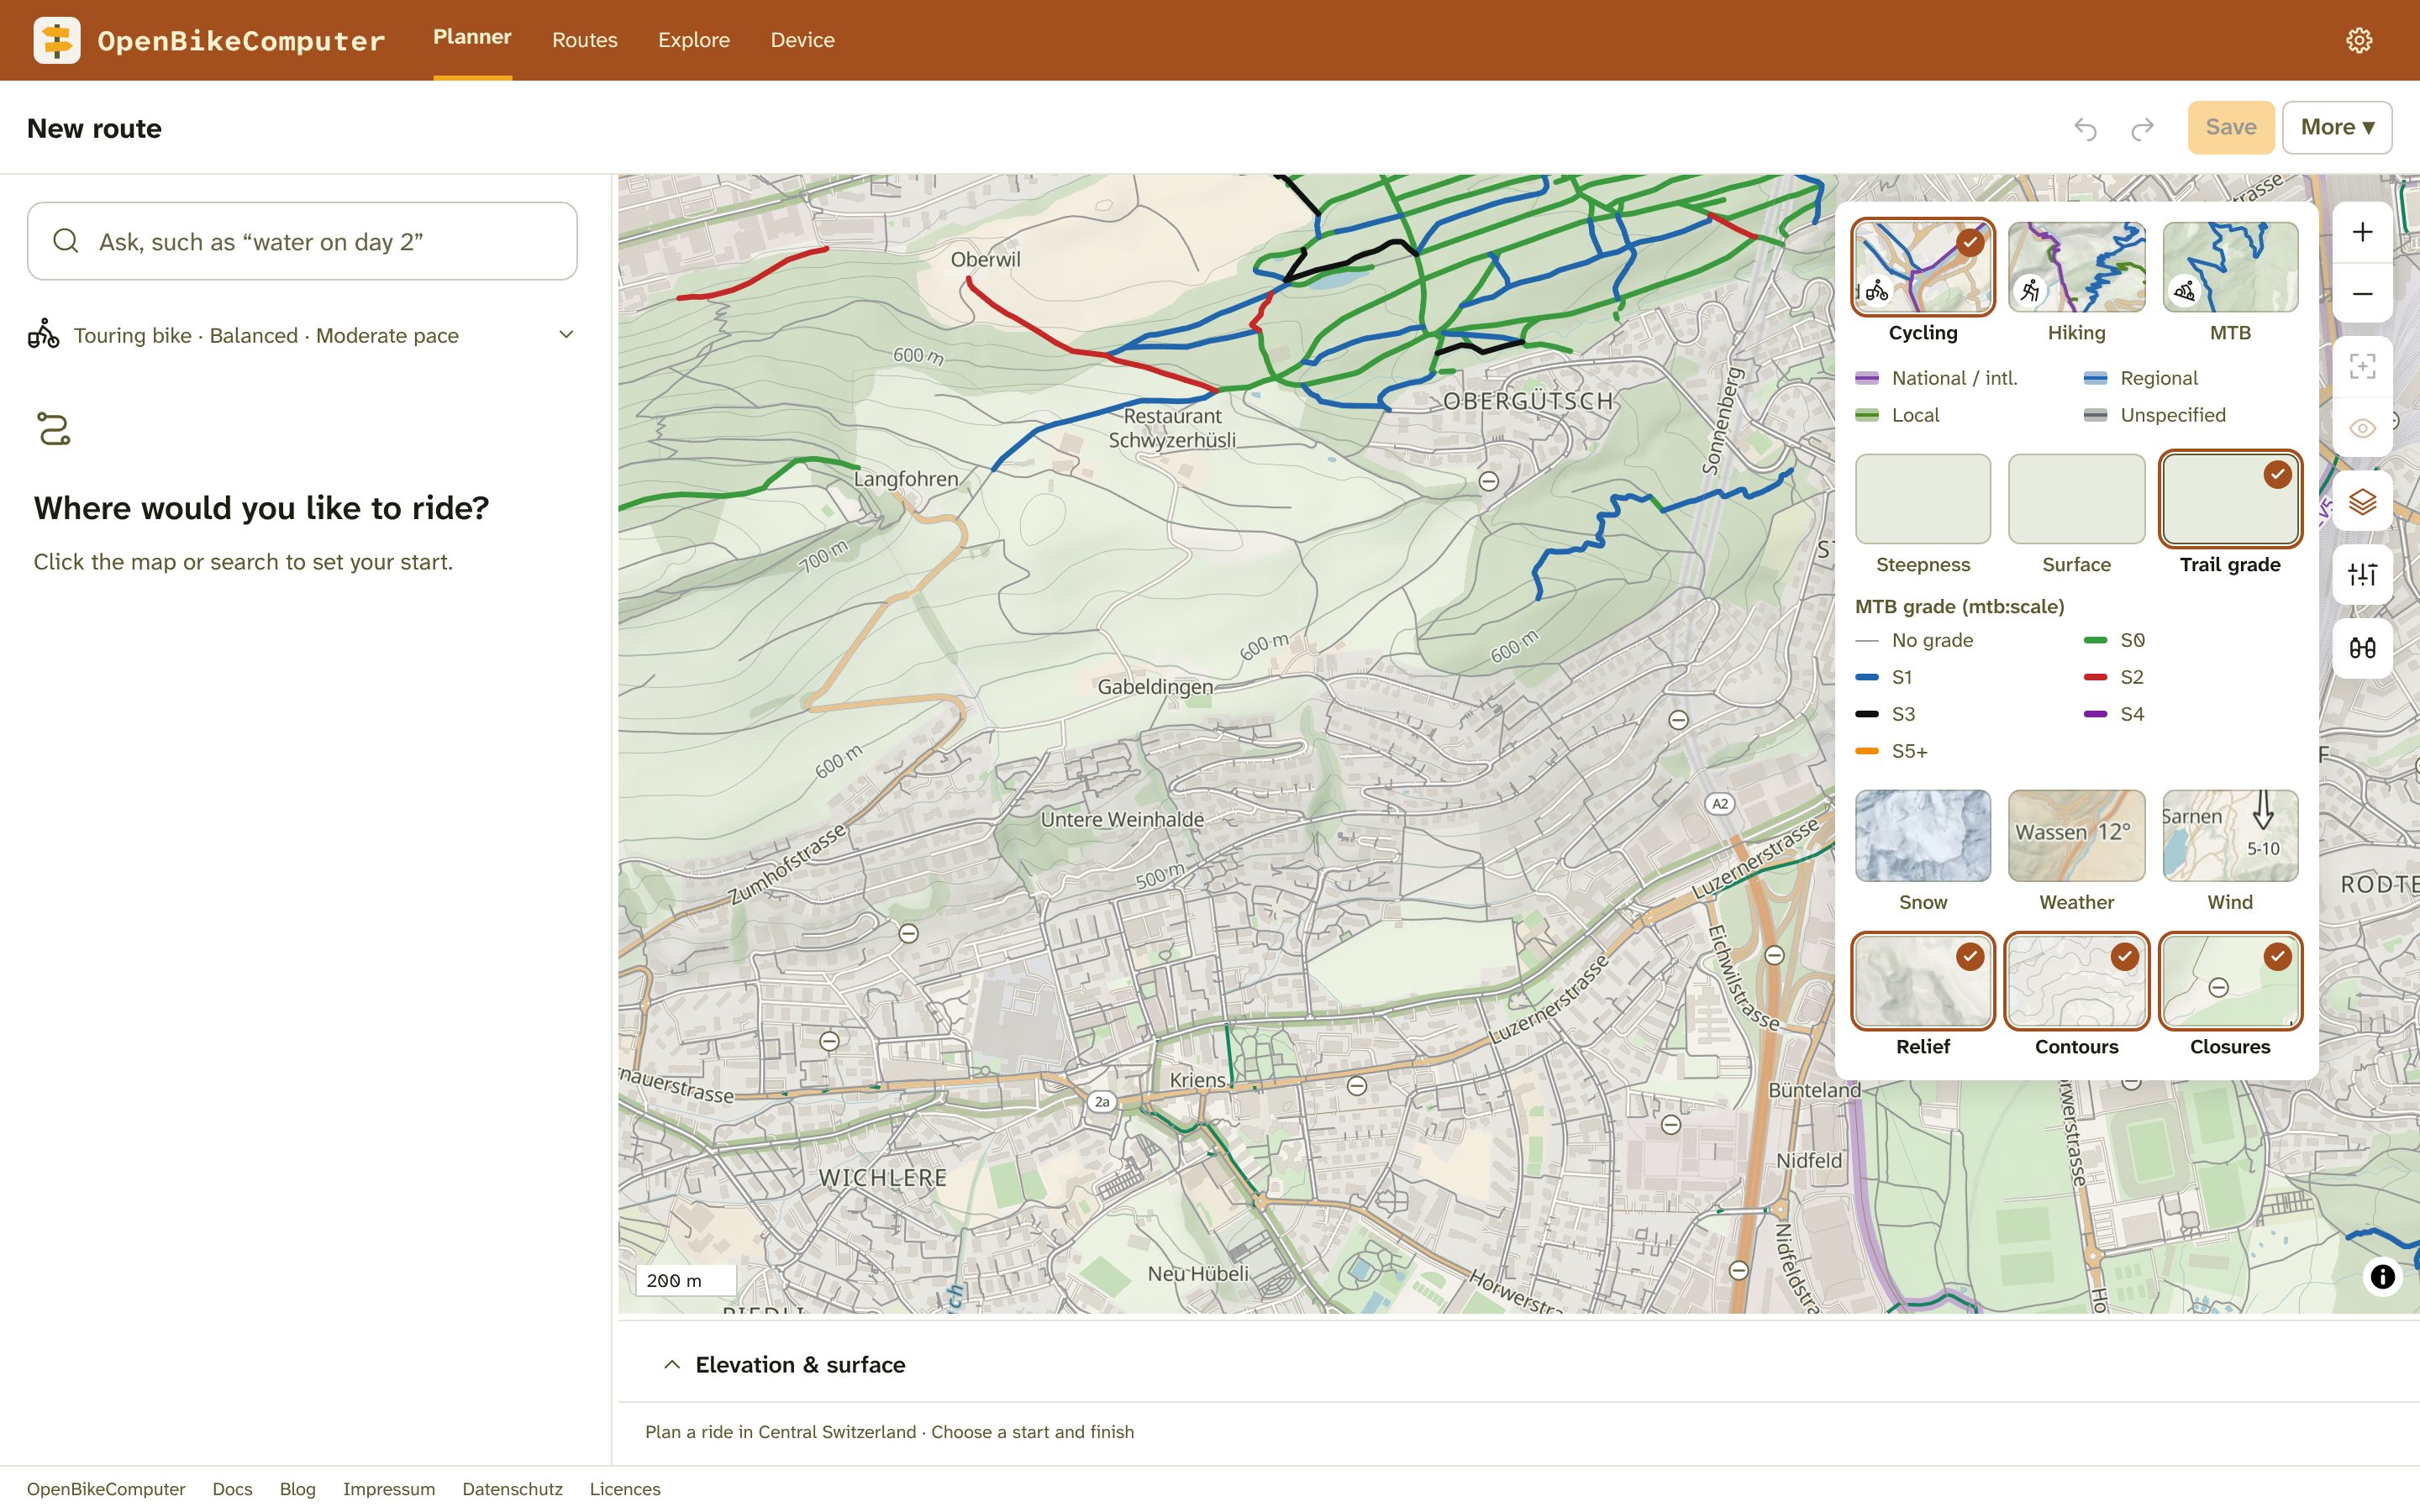 OpenBikeComputer
Planner
Routes
Explore
Device
New route
Save
More ▾
Ask, such as “water on day 2”
Touring bike · Balanced · Moderate pace
Where would you like to ride?
Click the map or search to set your start.
Oberwil
600 m
Restaurant
Schwyzerhüsli
OBERGÜTSCH
Sonnenberg
Langfohren
700 m
600 m
600 m
Gabeldingen
600 m
Untere Weinhalde
500 m
Zumhofstrasse
A2
Luzernerstrasse
Eichwilstrasse
Luzernerstrasse
Kriens
2a
Bünteland
Nidfeld
WICHLERE
Neu Hübeli
Nidfeldstra
Horwerstra
200 m
Cycling
Hiking
MTB
National / intl.
Regional
Local
Unspecified
Steepness
Surface
Trail grade
MTB grade (mtb:scale)
No grade
S0
S1
S2
S3
S4
S5+
Wassen 12°
Sarnen
5-10
Snow
Weather
Wind
Relief
Contours
Closures
Elevation & surface
Plan a ride in Central Switzerland · Choose a start and finish
OpenBikeComputer
Docs
Blog
Impressum
Datenschutz
Licences